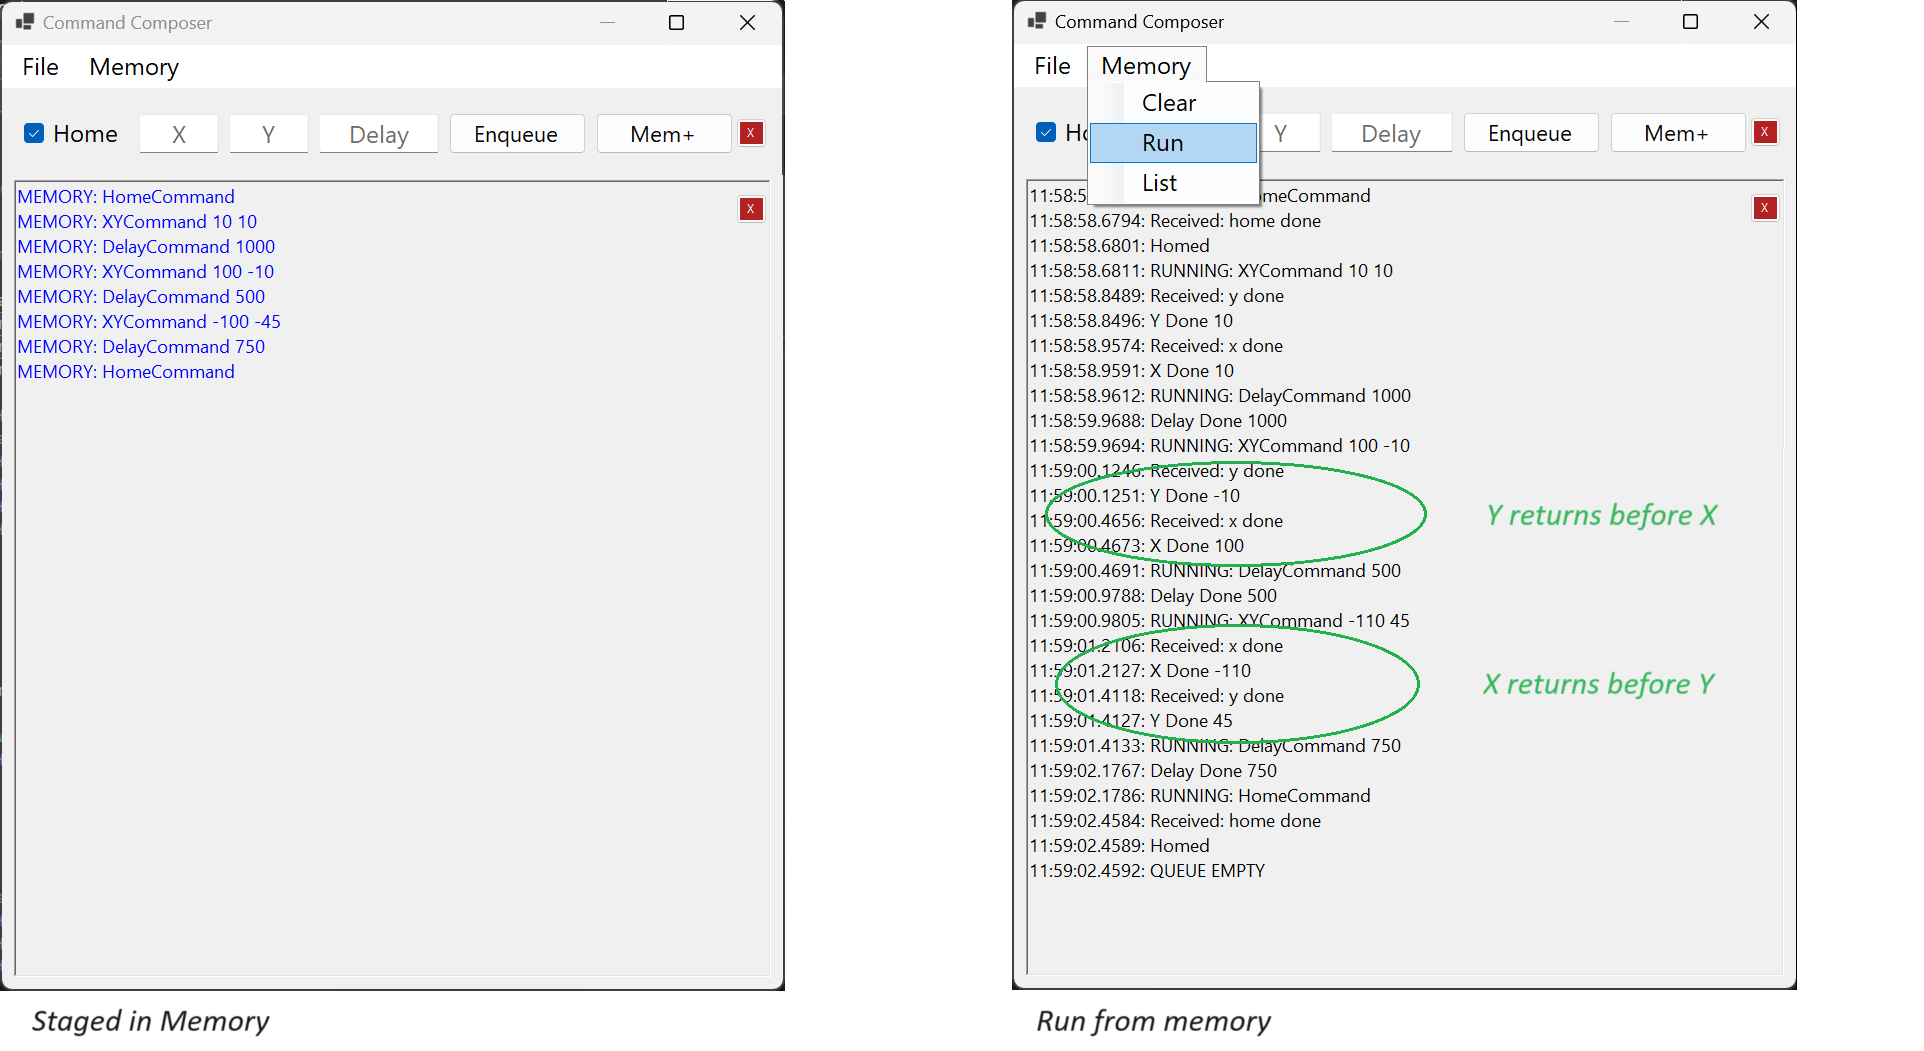 Command Composer
File Memory
Home X Y Delay Enqueue Mem+ X
MEMORY: HomeCommand
X
MEMORY: XYCommand 10 10
MEMORY: DelayCommand 1000
MEMORY: XYCommand 100 -10
MEMORY: DelayCommand 500
MEMORY: XYCommand -100 -45
MEMORY: DelayCommand 750
MEMORY: HomeCommand
Staged in Memory
Command Composer
File Memory
Clear
Run
List
Y Delay Enqueue Mem+ X
11:58:5 meCommand
X
11:58:58.6794: Received: home done
11:58:58.6801: Homed
11:58:58.6811: RUNNING: XYCommand 10 10
11:58:58.8489: Received: y done
11:58:58.8496: Y Done 10
11:58:58.9574: Received: x done
11:58:58.9591: X Done 10
11:58:58.9612: RUNNING: DelayCommand 1000
11:58:59.9688: Delay Done 1000
11:58:59.9694: RUNNING: XYCommand 100 -10
11:59:00.1246: Received: y done
11:59:00.1251: Y Done -10
11:59:00.4656: Received: x done
11:59:00.4673: X Done 100
Y returns before X
11:59:00.4691: RUNNING: DelayCommand 500
11:59:00.9788: Delay Done 500
11:59:00.9805: RUNNING: XYCommand -110 45
11:59:01.2106: Received: x done
11:59:01.2127: X Done -110
11:59:01.4118: Received: y done
11:59:01.4127: Y Done 45
X returns before Y
11:59:01.4133: RUNNING: DelayCommand 750
11:59:02.1767: Delay Done 750
11:59:02.1786: RUNNING: HomeCommand
11:59:02.4584: Received: home done
11:59:02.4589: Homed
11:59:02.4592: QUEUE EMPTY
Run from memory